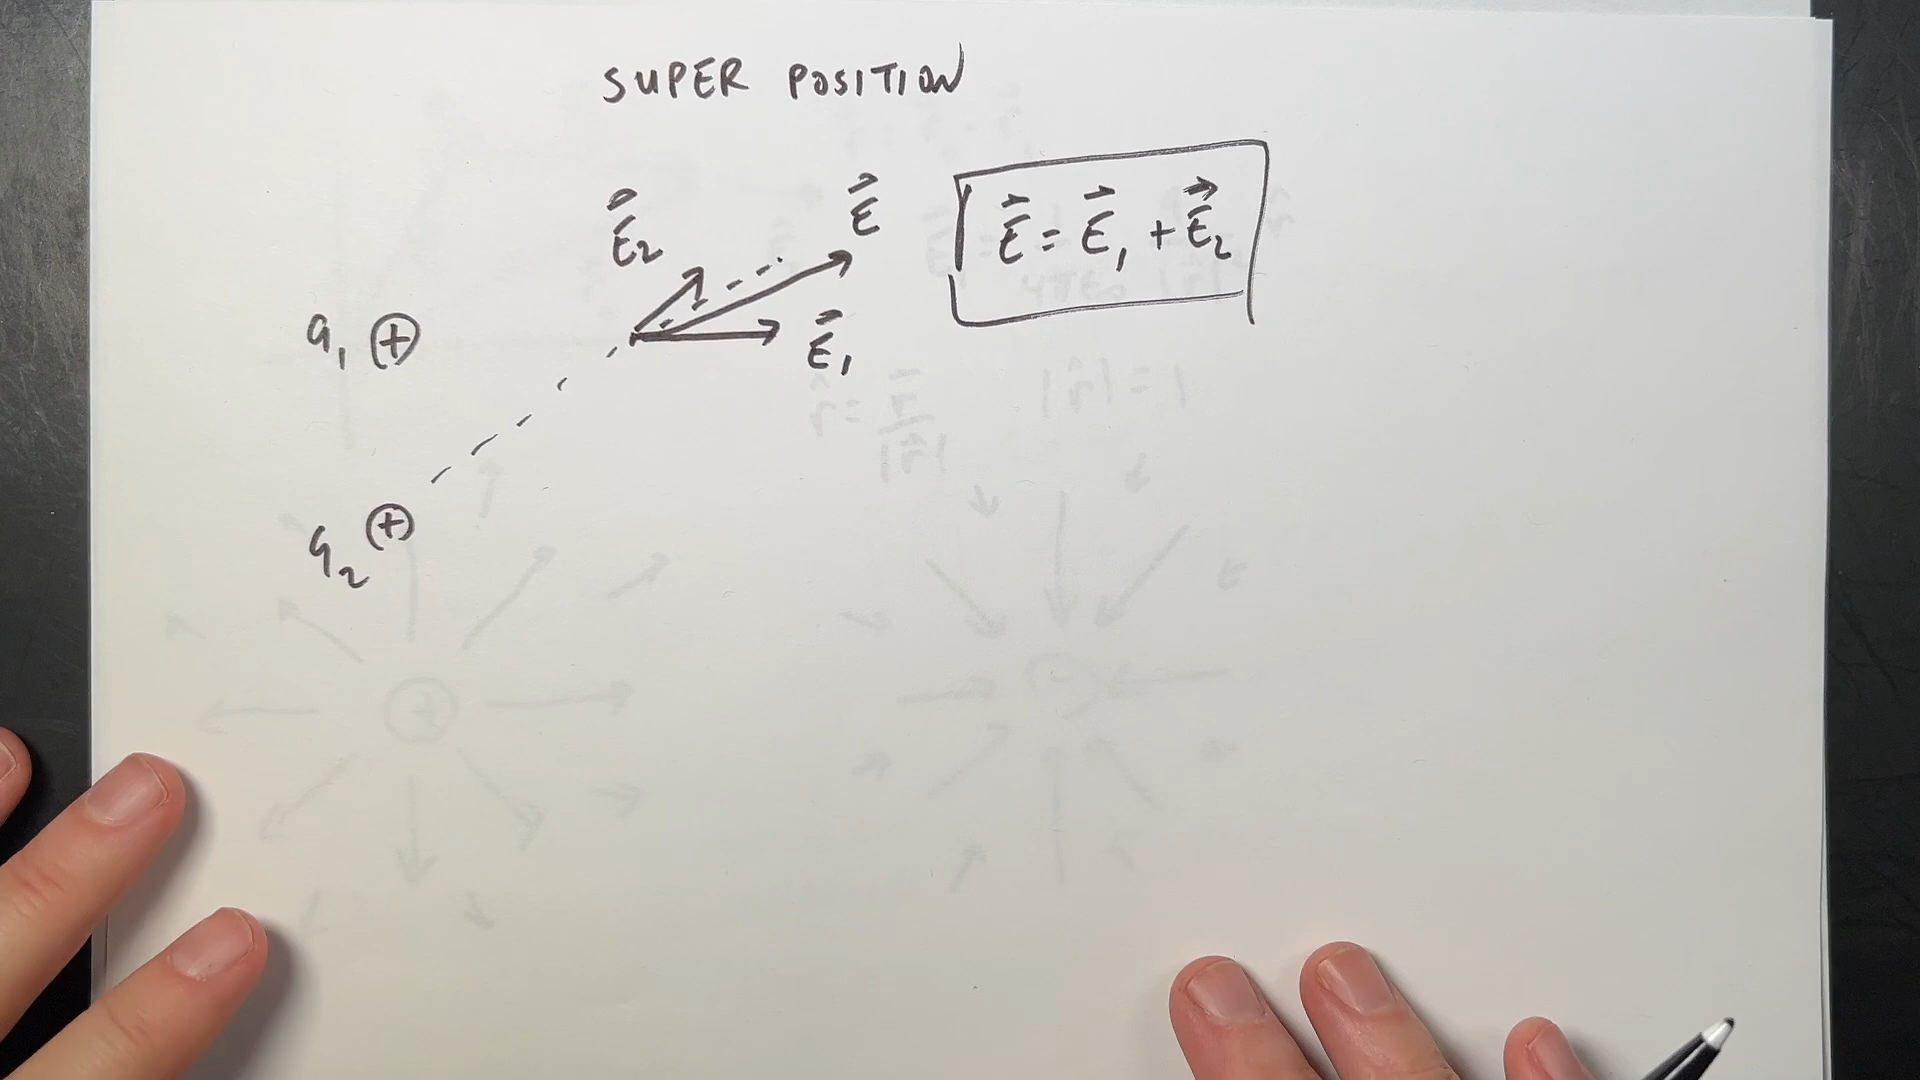 SUPER POSITION
E⃗₂
E⃗
E⃗ = E⃗₁ + E⃗₂
q₁ ⊕
E⃗₁
q₂ ⊕